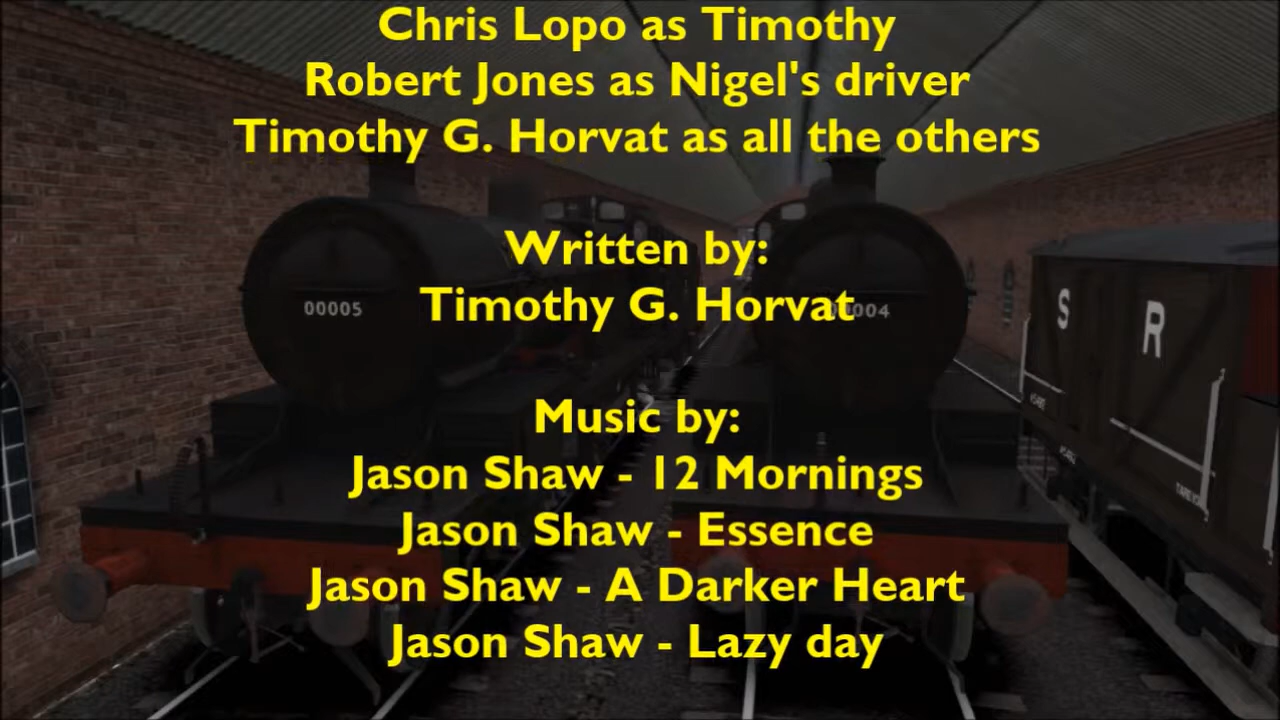 Chris Lopo as Timothy
Robert Jones as Nigel's driver
Timothy G. Horvat as all the others
Written by:
Timothy G. Horvat
00005
004
Music by:
Jason Shaw - 12 Mornings
Jason Shaw - Essence
Jason Shaw - A Darker Heart
Jason Shaw - Lazy day
S R